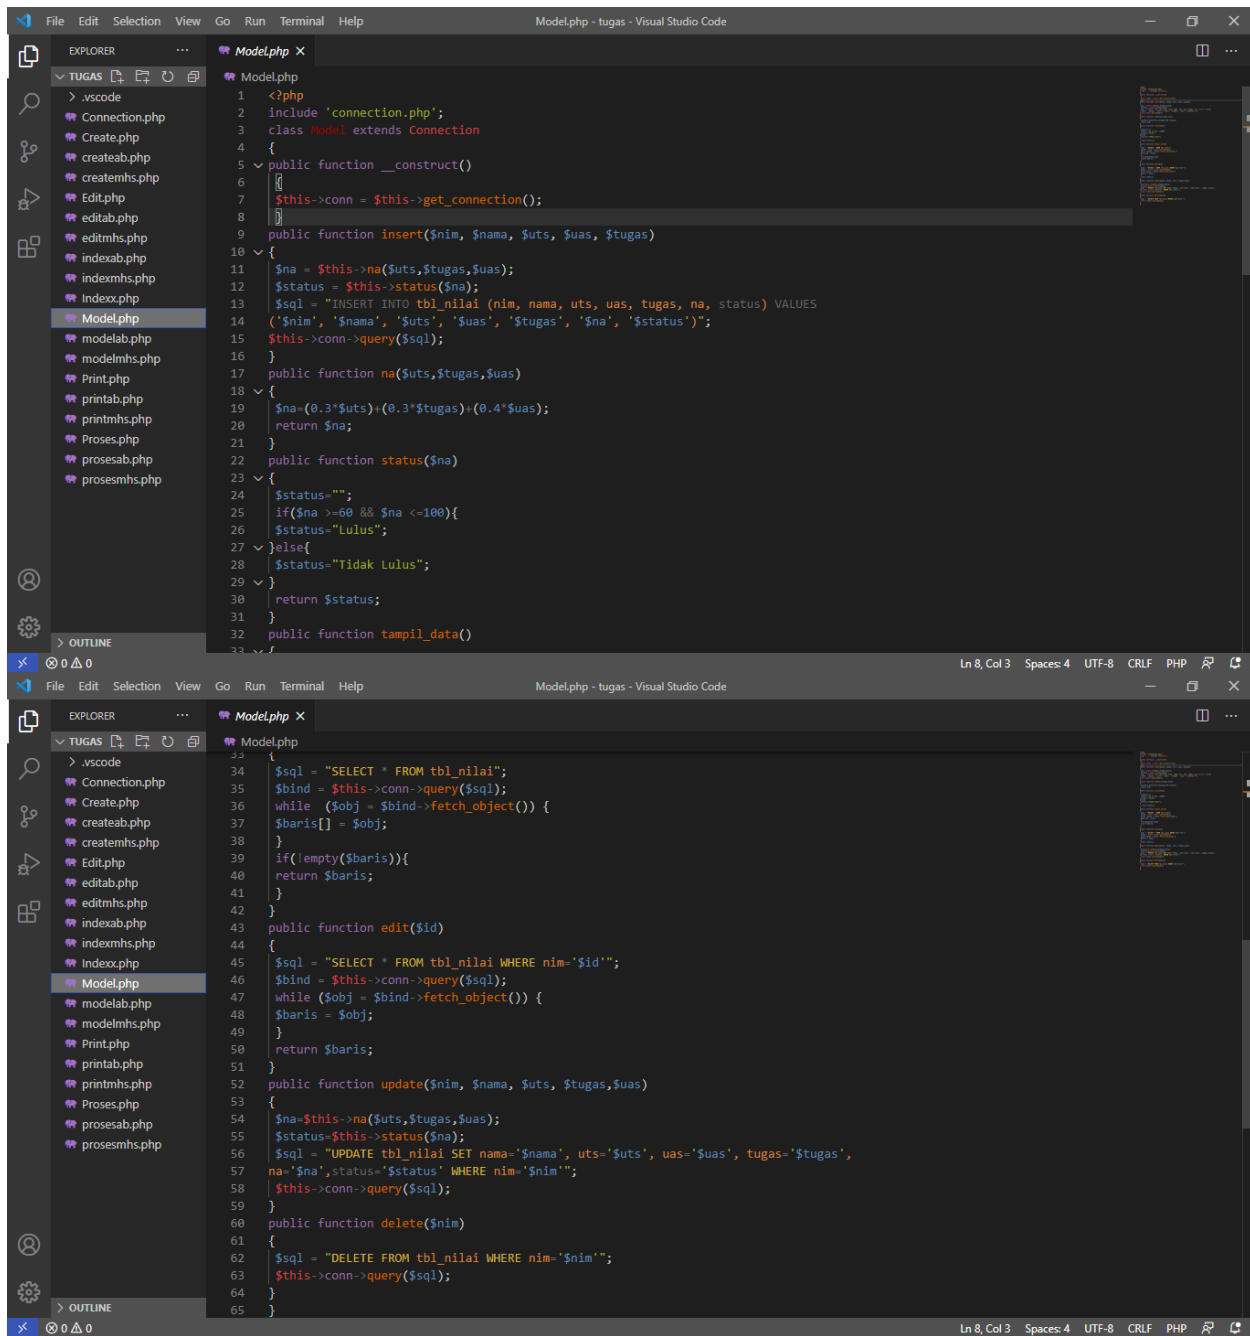 File Edit Selection View Go Run Terminal Help Model.php - tugas - Visual Studio Code
EXPLORER
TUGAS
.vscode
Connection.php
Create.php
createab.php
createmhs.php
Edit.php
editab.php
editmhs.php
indexab.php
indexmhs.php
Indexx.php
Model.php
modelab.php
modelmhs.php
Print.php
printab.php
printmhs.php
Proses.php
prosesab.php
prosesmhs.php
OUTLINE
Model.php
Model.php
1 <?php
2 include 'connection.php';
3 class Model extends Connection
4 {
5 public function __construct()
6 {
7 $this->conn = $this->get_connection();
8 }
9 public function insert($nim, $nama, $uts, $uas, $tugas)
10 {
11 $na = $this->na($uts,$tugas,$uas);
12 $status = $this->status($na);
13 $sql = "INSERT INTO tbl_nilai (nim, nama, uts, uas, tugas, na, status) VALUES
14 ('$nim', '$nama', '$uts', '$uas', '$tugas', '$na', '$status')";
15 $this->conn->query($sql);
16 }
17 public function na($uts,$tugas,$uas)
18 {
19 $na=(0.3*$uts)+(0.3*$tugas)+(0.4*$uas);
20 return $na;
21 }
22 public function status($na)
23 {
24 $status="";
25 if($na >=60 && $na <=100){
26 $status="Lulus";
27 }else{
28 $status="Tidak Lulus";
29 }
30 return $status;
31 }
32 public function tampil_data()
33 {
0 0 Ln 8, Col 3 Spaces: 4 UTF-8 CRLF PHP
File Edit Selection View Go Run Terminal Help Model.php - tugas - Visual Studio Code
EXPLORER
TUGAS
.vscode
Connection.php
Create.php
createab.php
createmhs.php
Edit.php
editab.php
editmhs.php
indexab.php
indexmhs.php
Indexx.php
Model.php
modelab.php
modelmhs.php
Print.php
printab.php
printmhs.php
Proses.php
prosesab.php
prosesmhs.php
OUTLINE
Model.php
Model.php
33 {
34 $sql = "SELECT * FROM tbl_nilai";
35 $bind = $this->conn->query($sql);
36 while ($obj = $bind->fetch_object()) {
37 $baris[] = $obj;
38 }
39 if(!empty($baris)){
40 return $baris;
41 }
42 }
43 public function edit($id)
44 {
45 $sql = "SELECT * FROM tbl_nilai WHERE nim='$id'";
46 $bind = $this->conn->query($sql);
47 while ($obj = $bind->fetch_object()) {
48 $baris = $obj;
49 }
50 return $baris;
51 }
52 public function update($nim, $nama, $uts, $tugas,$uas)
53 {
54 $na=$this->na($uts,$tugas,$uas);
55 $status=$this->status($na);
56 $sql = "UPDATE tbl_nilai SET nama='$nama', uts='$uts', uas='$uas', tugas='$tugas',
57 na='$na',status='$status' WHERE nim='$nim'";
58 $this->conn->query($sql);
59 }
60 public function delete($nim)
61 {
62 $sql = "DELETE FROM tbl_nilai WHERE nim='$nim'";
63 $this->conn->query($sql);
64 }
65 }
0 0 Ln 8, Col 3 Spaces: 4 UTF-8 CRLF PHP